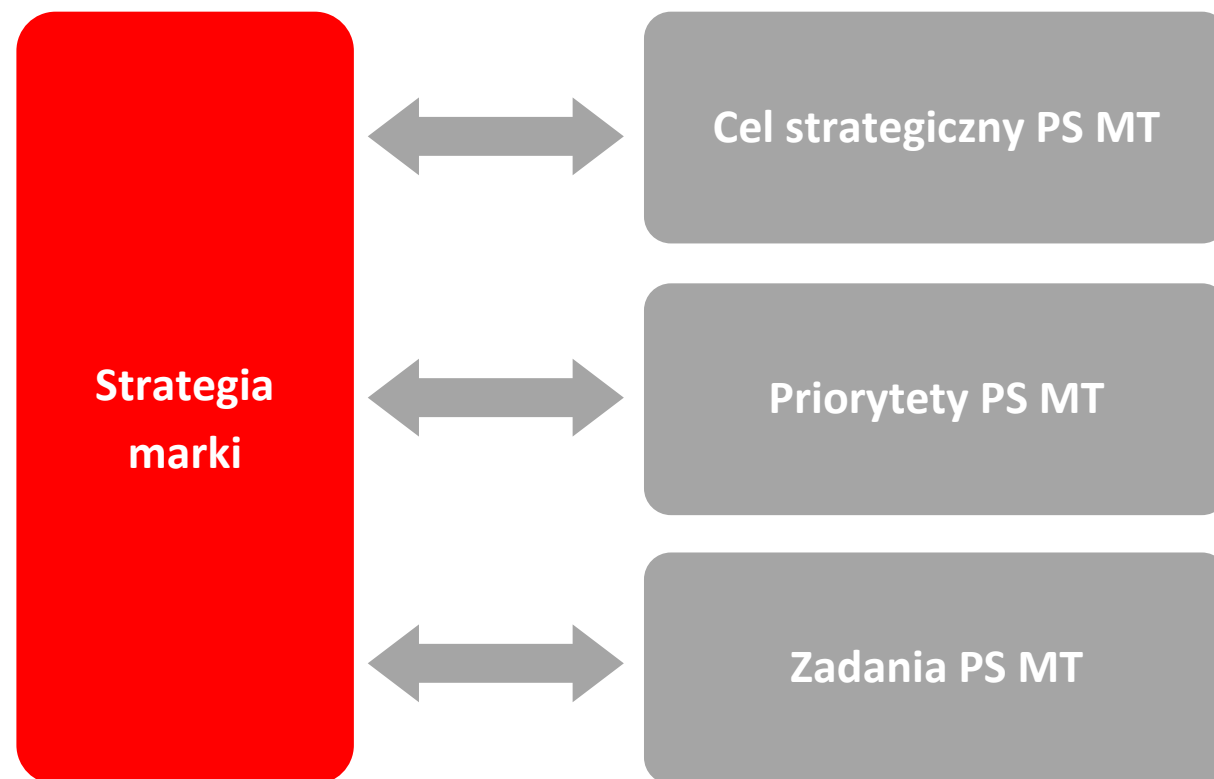 Cel strategiczny PS MT
Strategia
marki
Priorytety PS MT
Zadania PS MT